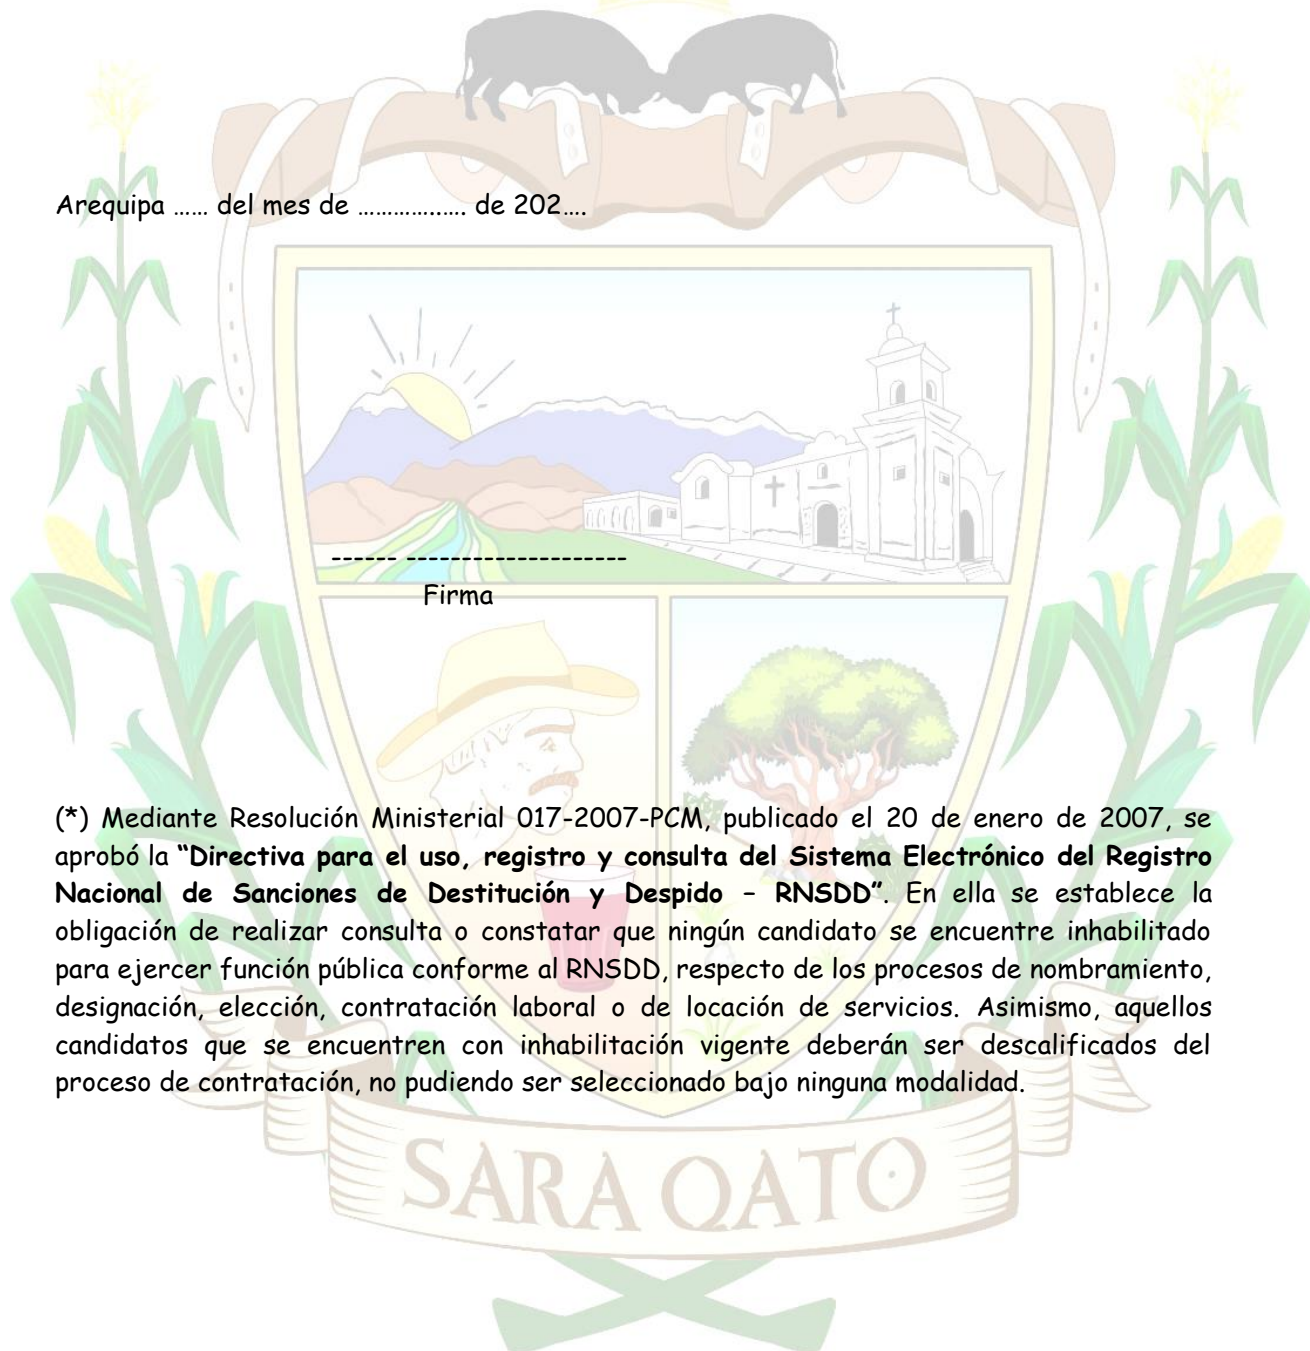 Arequipa …… del mes de …………..…. de 202….
------ --------------------
Firma
(*) Mediante Resolución Ministerial 017-2007-PCM, publicado el 20 de enero de 2007, se
aprobó la “Directiva para el uso, registro y consulta del Sistema Electrónico del Registro
Nacional de Sanciones de Destitución y Despido – RNSDD”. En ella se establece la
obligación de realizar consulta o constatar que ningún candidato se encuentre inhabilitado
para ejercer función pública conforme al RNSDD, respecto de los procesos de nombramiento,
designación, elección, contratación laboral o de locación de servicios. Asimismo, aquellos
candidatos que se encuentren con inhabilitación vigente deberán ser descalificados del
proceso de contratación, no pudiendo ser seleccionado bajo ninguna modalidad.
SARA QATO